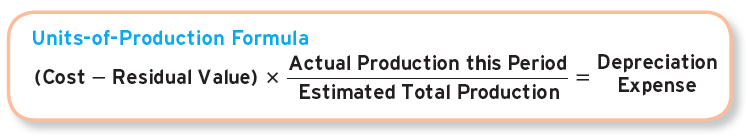 Units-of-Production Formula
(Cost − Residual Value) × Actual Production this Period / Estimated Total Production = Depreciation Expense